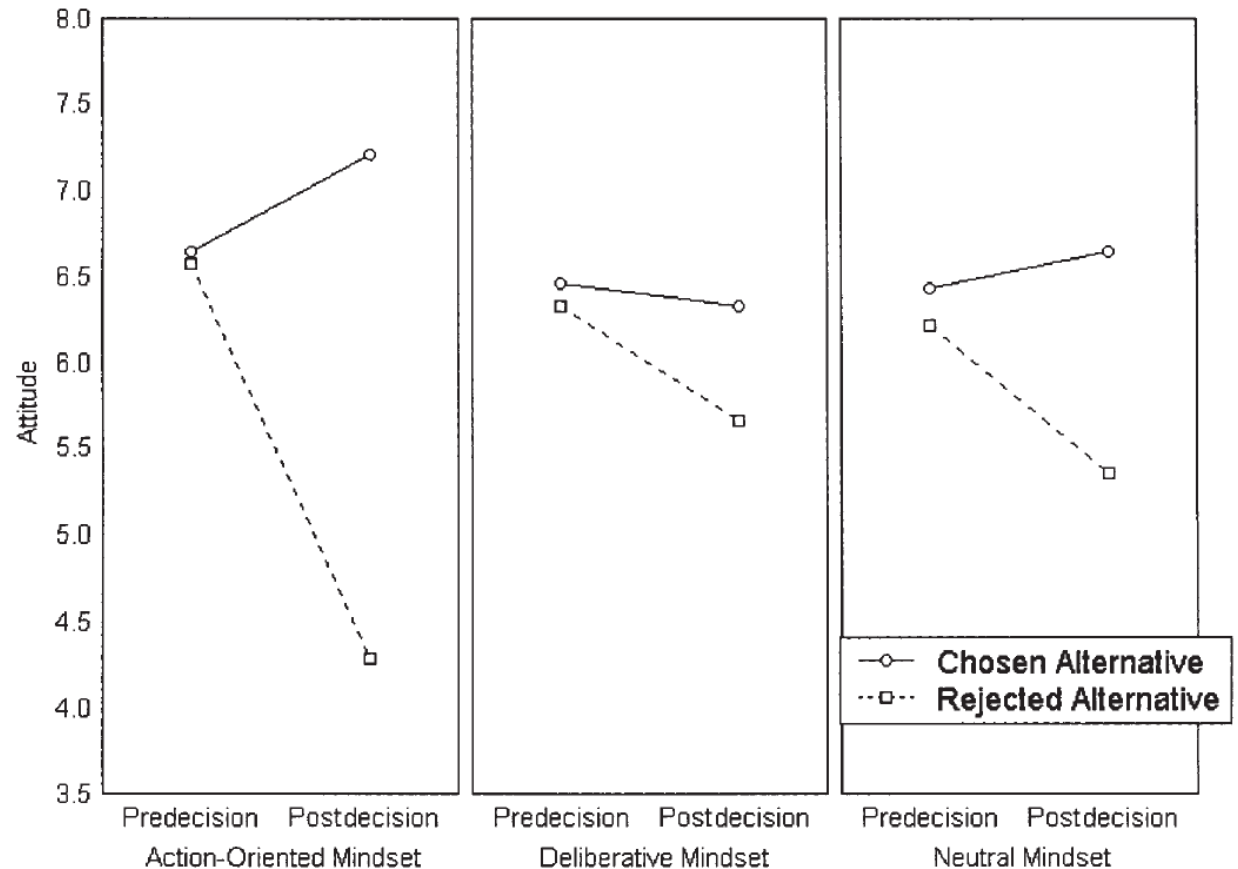 8.0
7.5
7.0
6.5
6.0
5.5
5.0
4.5
4.0
3.5
Attitude
Chosen Alternative
Rejected Alternative
Predecision Postdecision Predecision Postdecision Predecision Postdecision
Action-Oriented Mindset Deliberative Mindset Neutral Mindset